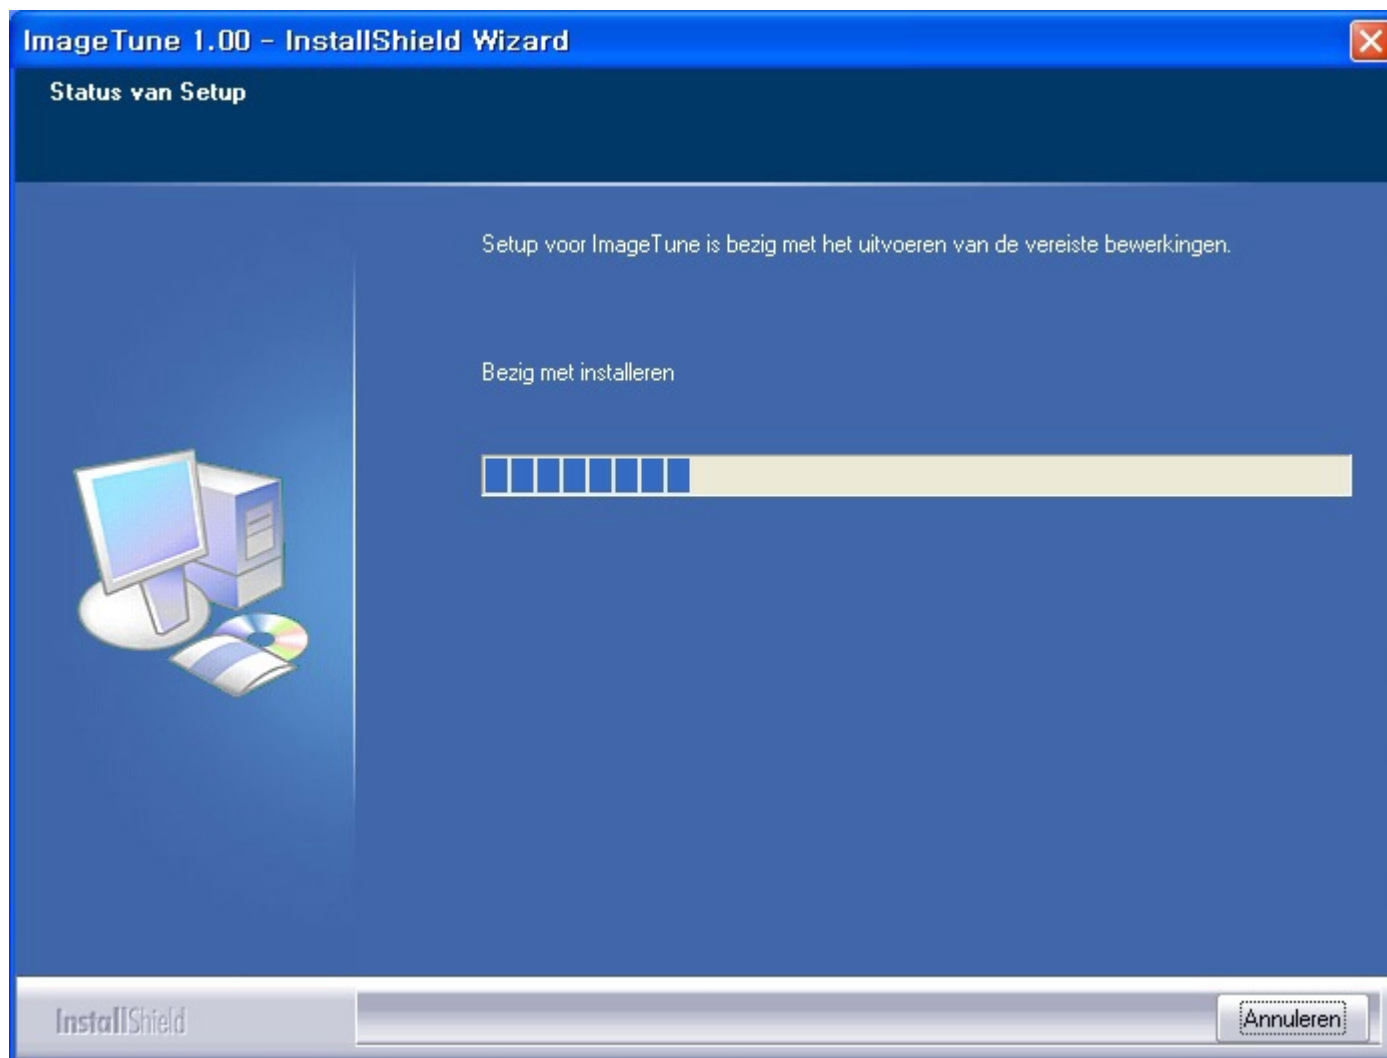 ImageTune 1.00 - InstallShield Wizard
Status van Setup
Setup voor ImageTune is bezig met het uitvoeren van de vereiste bewerkingen.
Bezig met installeren
InstallShield
Annuleren